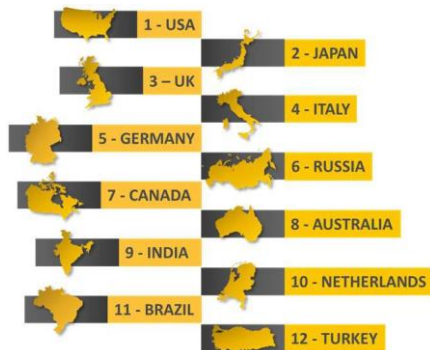 1 - USA
2 - JAPAN
3 – UK
4 - ITALY
5 - GERMANY
6 - RUSSIA
7 - CANADA
8 - AUSTRALIA
9 - INDIA
10 - NETHERLANDS
11 - BRAZIL
12 - TURKEY